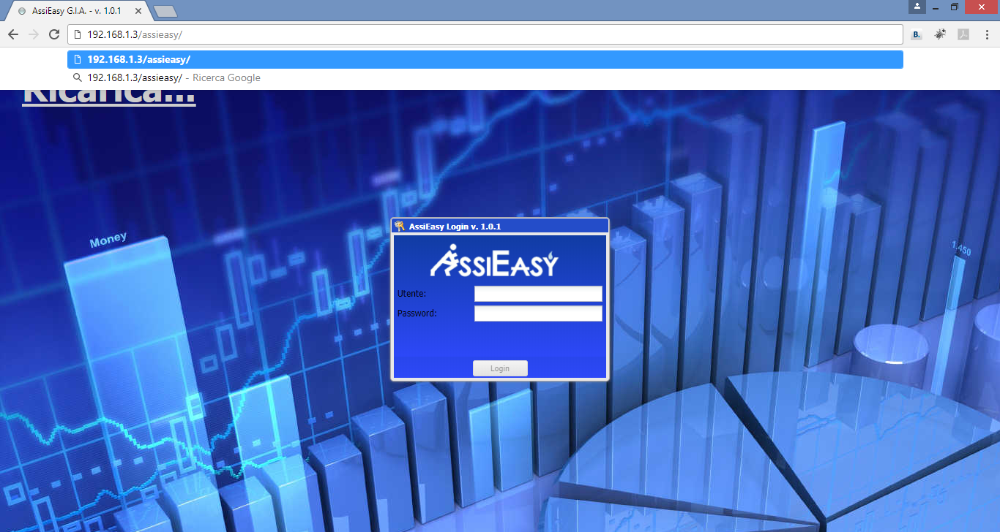 AssiEasy G.I.A. - v. 1.0.1
192.168.1.3/assieasy/
B.
192.168.1.3/assieasy/
192.168.1.3/assieasy/ - Ricerca Google
Ricarica...
Money
1.450
AssiEasy Login v. 1.0.1
ASSIEASY
Utente:
Password:
Login